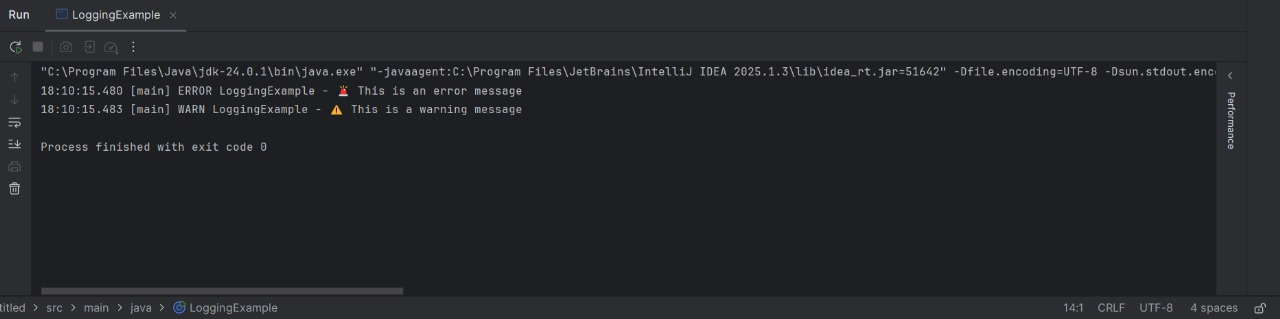 Run LoggingExample
"C:\Program Files\Java\jdk-24.0.1\bin\java.exe" "-javaagent:C:\Program Files\JetBrains\IntelliJ IDEA 2025.1.3\lib\idea_rt.jar=51642" -Dfile.encoding=UTF-8 -Dsun.stdout.enc
18:10:15.480 [main] ERROR LoggingExample - 🚨 This is an error message
18:10:15.483 [main] WARN LoggingExample - ⚠️ This is a warning message
Process finished with exit code 0
Performance
titled > src > main > java > LoggingExample 14:1 CRLF UTF-8 4 spaces